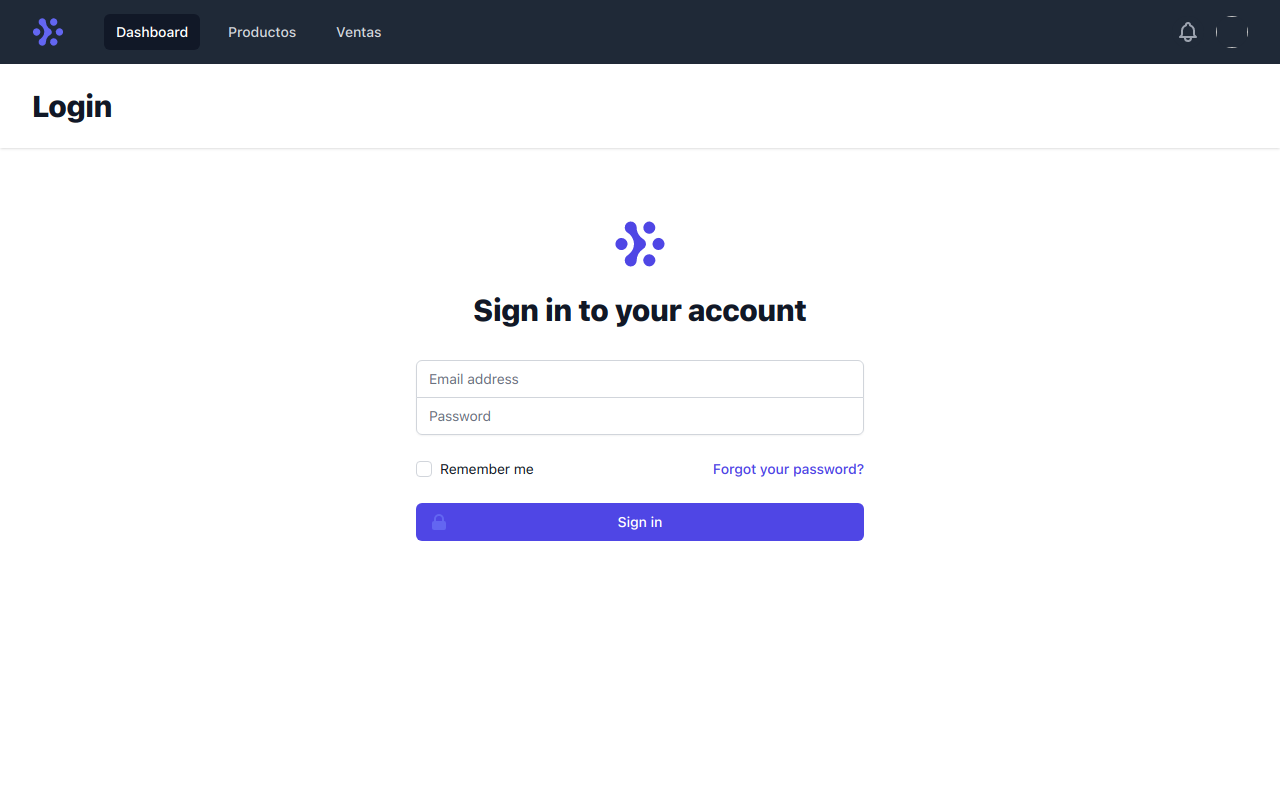 Dashboard Productos Ventas
Login
Sign in to your account
Email address
Password
Remember me Forgot your password?
Sign in